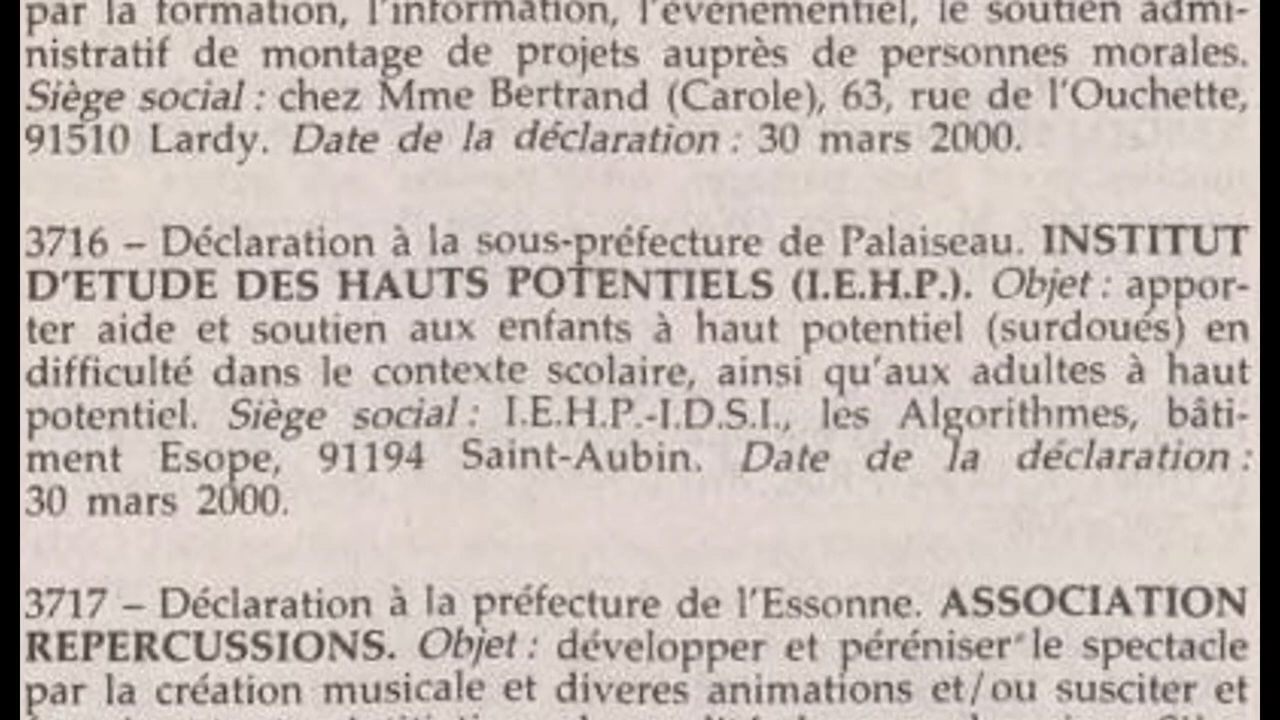 par la formation, l'information, l'événementiel, le soutien admi-
nistratif de montage de projets auprès de personnes morales.
Siège social : chez Mme Bertrand (Carole), 63, rue de l'Ouchette,
91510 Lardy. Date de la déclaration : 30 mars 2000.
3716 – Déclaration à la sous-préfecture de Palaiseau. INSTITUT
D'ETUDE DES HAUTS POTENTIELS (I.E.H.P.). Objet : appor-
ter aide et soutien aux enfants à haut potentiel (surdoués) en
difficulté dans le contexte scolaire, ainsi qu'aux adultes à haut
potentiel. Siège social : I.E.H.P.-I.D.S.I., les Algorithmes, bâti-
ment Esope, 91194 Saint-Aubin. Date de la déclaration :
30 mars 2000.
3717 – Déclaration à la préfecture de l'Essonne. ASSOCIATION
REPERCUSSIONS. Objet : développer et péréniser le spectacle
par la création musicale et diveres animations et/ou susciter et